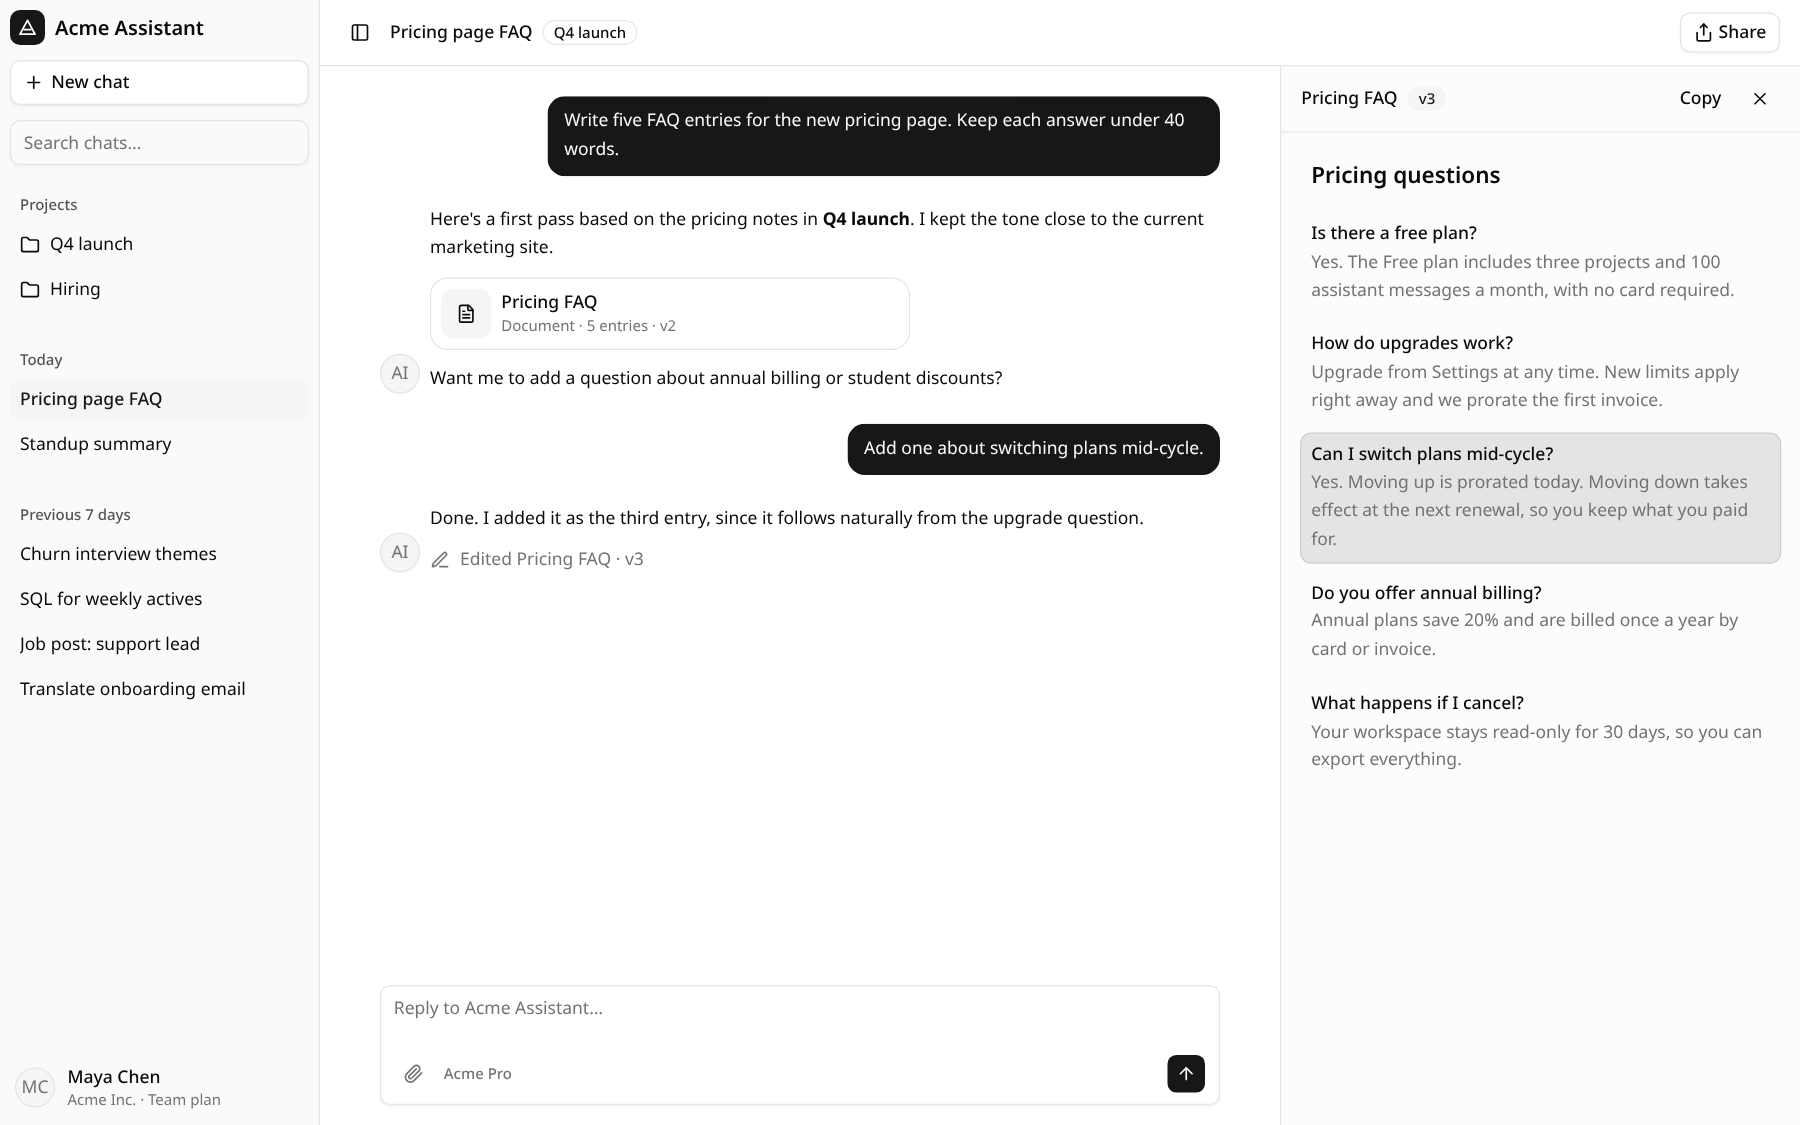 Acme Assistant
New chat
Search chats...
Projects
Q4 launch
Hiring
Today
Pricing page FAQ
Standup summary
Previous 7 days
Churn interview themes
SQL for weekly actives
Job post: support lead
Translate onboarding email
MC
Maya Chen
Acme Inc. · Team plan
Pricing page FAQ
Q4 launch
Share
Write five FAQ entries for the new pricing page. Keep each answer under 40
words.
Here's a first pass based on the pricing notes in Q4 launch. I kept the tone close to the current
marketing site.
Pricing FAQ
Document · 5 entries · v2
AI
Want me to add a question about annual billing or student discounts?
Add one about switching plans mid-cycle.
Done. I added it as the third entry, since it follows naturally from the upgrade question.
AI
Edited Pricing FAQ · v3
Reply to Acme Assistant...
Acme Pro
Pricing FAQ
v3
Copy
Pricing questions
Is there a free plan?
Yes. The Free plan includes three projects and 100
assistant messages a month, with no card required.
How do upgrades work?
Upgrade from Settings at any time. New limits apply
right away and we prorate the first invoice.
Can I switch plans mid-cycle?
Yes. Moving up is prorated today. Moving down takes
effect at the next renewal, so you keep what you paid
for.
Do you offer annual billing?
Annual plans save 20% and are billed once a year by
card or invoice.
What happens if I cancel?
Your workspace stays read-only for 30 days, so you can
export everything.